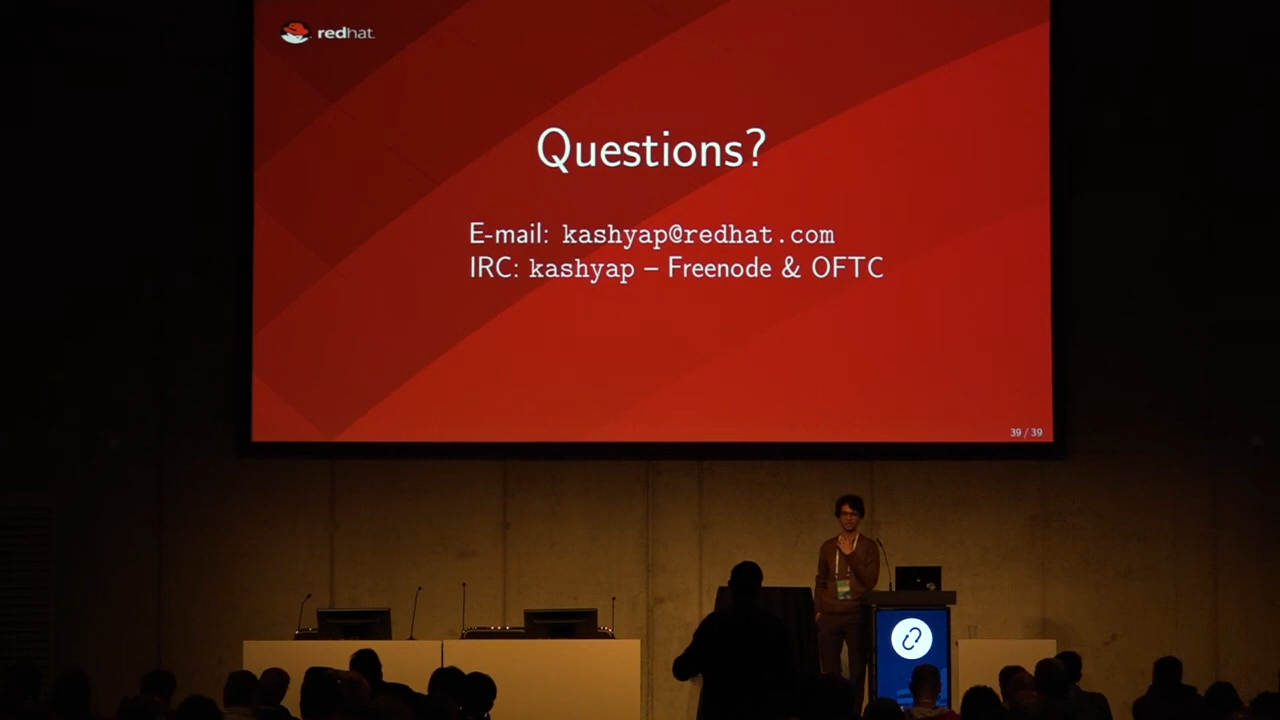 redhat.
Questions?
E-mail: kashyap@redhat.com
IRC: kashyap – Freenode & OFTC
39 / 39